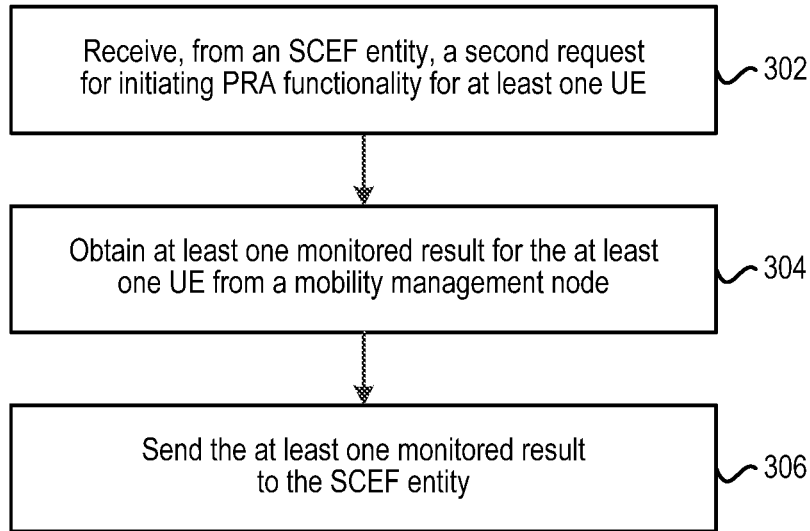 Receive, from an SCEF entity, a second request
for initiating PRA functionality for at least one UE
302
Obtain at least one monitored result for the at least
one UE from a mobility management node
304
Send the at least one monitored result
to the SCEF entity
306